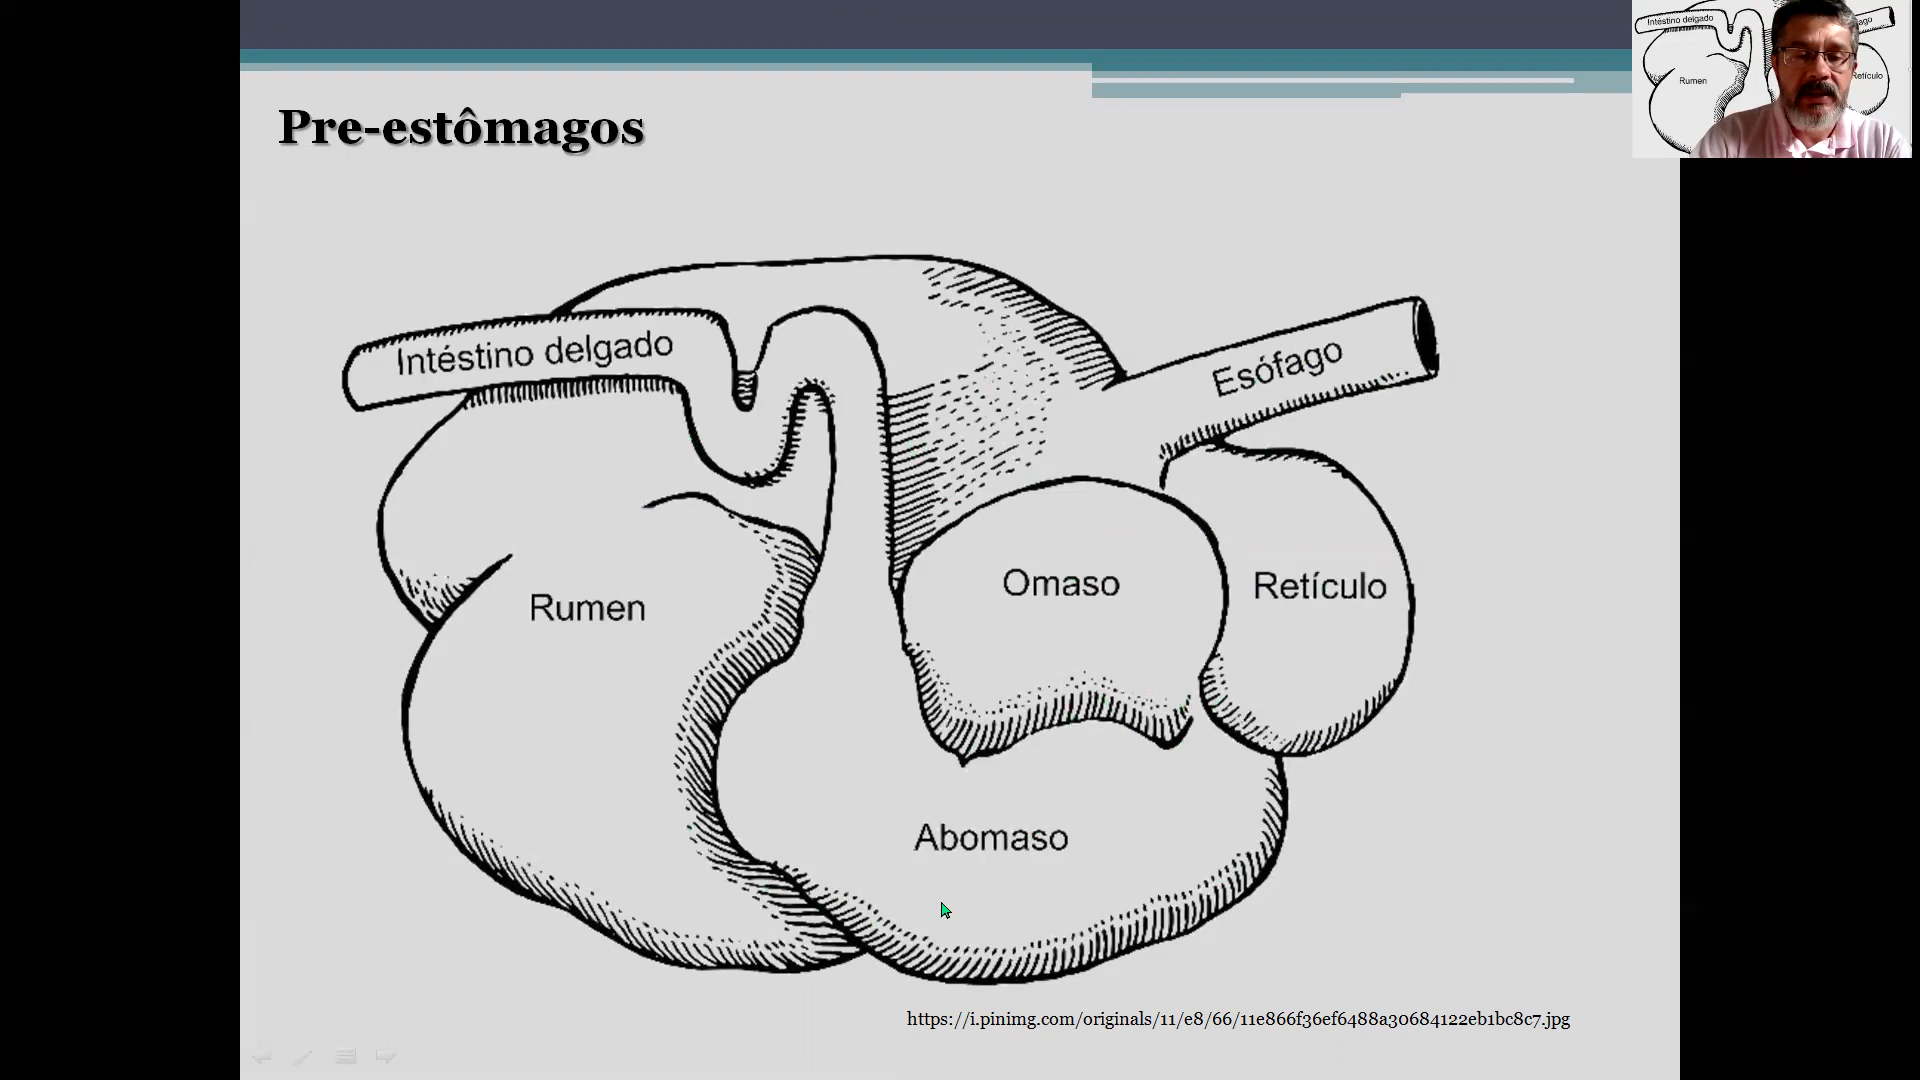 Pre-estômagos
Intéstino delgado
Esófago
Omaso
Retículo
Rumen
Abomaso
https://i.pinimg.com/originals/11/e8/66/11e866f36ef6488a30684122eb1bc8c7.jpg
Intéstino delgado
ago
Rumen
Retículo